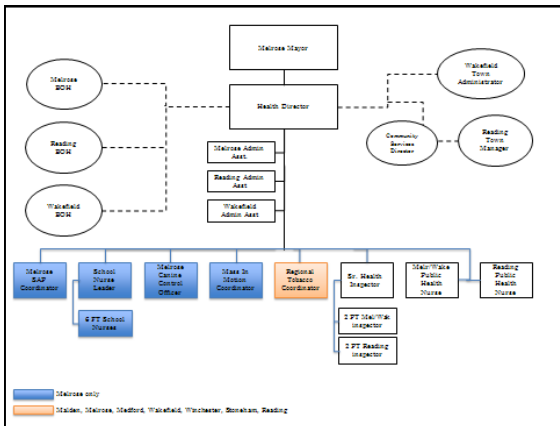 Melrose Mayor
Melrose
BOH
Wakefield
Town
Administrator
Health Director
Community
Services
Director
Reading
Town
Manager
Reading
BOH
Melrose Admin
Asst.
Reading Admin
Asst.
Wakefield
Admin Asst
Wakefield
BOH
Melrose
SAP
Coordinator
School
Nurse
Leader
Melrose
Canine
Control
Officer
Mass In
Motion
Coordinator
Regional
Tobacco
Coordinator
Sr. Health
Inspector
Melr/Wake
Public
Health
Nurse
Reading
Public
Health
Nurse
6 FT School
Nurses
2 PT Mel/Wak
inspector
2 PT Reading
inspector
Melrose only
Malden, Melrose, Medford, Wakefield, Winchester, Stoneham, Reading